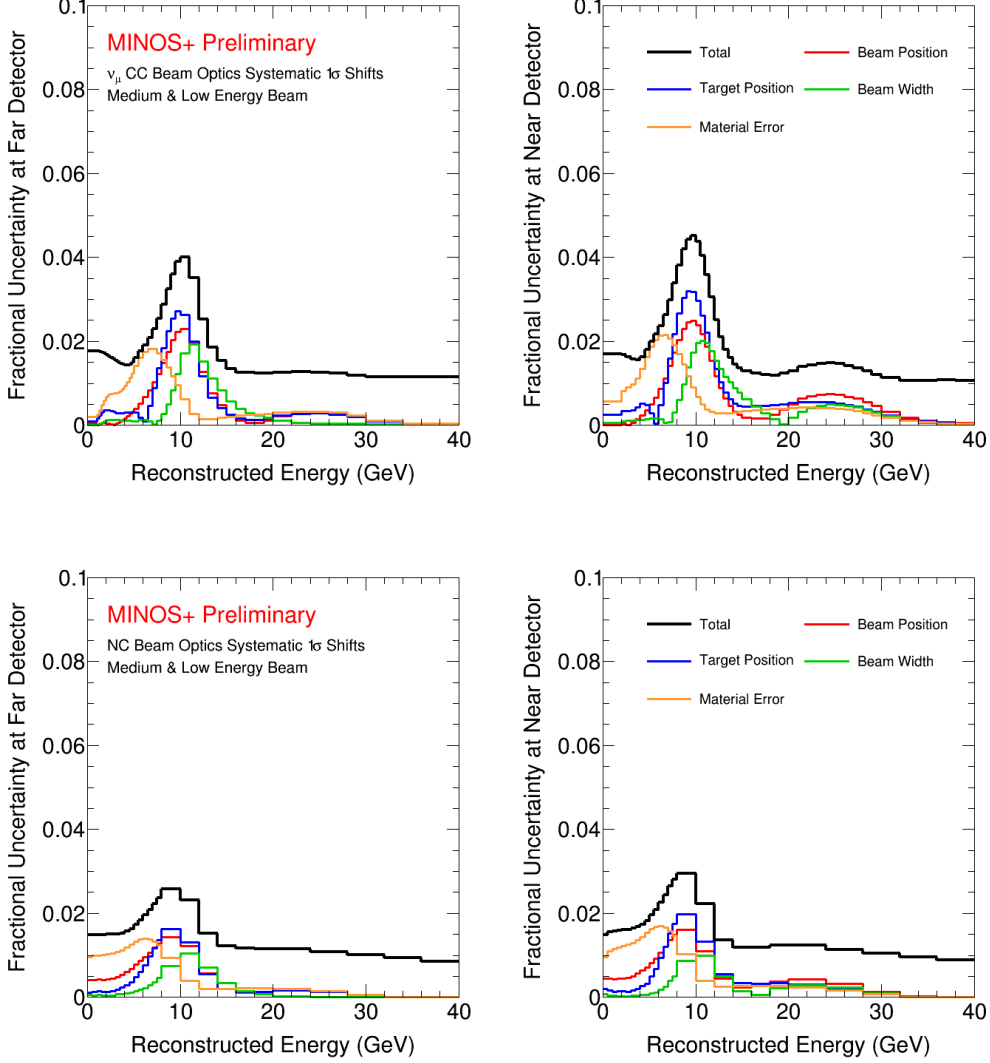 0.1
0.08
0.06
0.04
0.02
0
0 10 20 30 40
Fractional Uncertainty at Far Detector
Reconstructed Energy (GeV)
MINOS+ Preliminary
νμ CC Beam Optics Systematic 1σ Shifts
Medium & Low Energy Beam
0.1
0.08
0.06
0.04
0.02
0
0 10 20 30 40
Fractional Uncertainty at Near Detector
Reconstructed Energy (GeV)
Total
Beam Position
Target Position
Beam Width
Material Error
0.1
0.08
0.06
0.04
0.02
0
0 10 20 30 40
Fractional Uncertainty at Far Detector
Reconstructed Energy (GeV)
MINOS+ Preliminary
NC Beam Optics Systematic 1σ Shifts
Medium & Low Energy Beam
0.1
0.08
0.06
0.04
0.02
0
0 10 20 30 40
Fractional Uncertainty at Near Detector
Reconstructed Energy (GeV)
Total
Beam Position
Target Position
Beam Width
Material Error